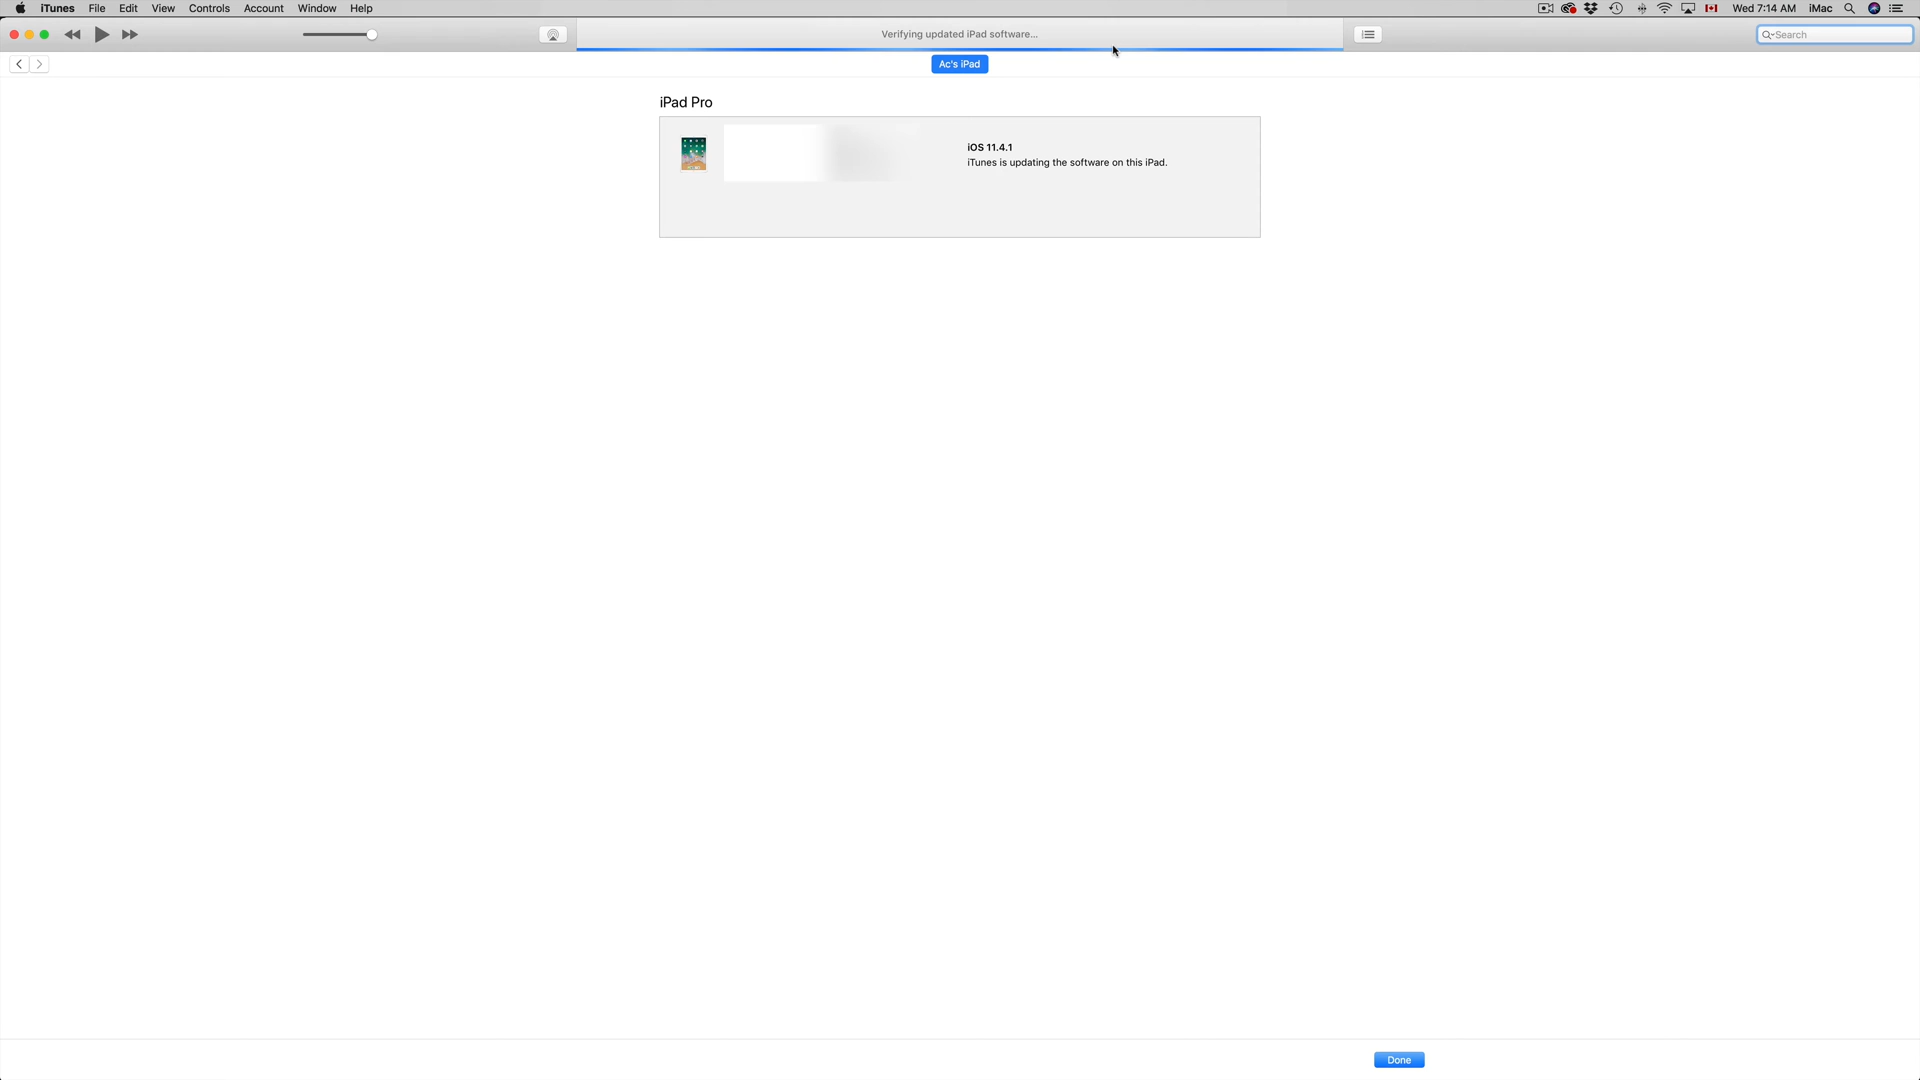 iTunes File Edit View Controls Account Window Help Wed 7:14 AM iMac
Verifying updated iPad software...
Search
Ac's iPad
iPad Pro
iOS 11.4.1
iTunes is updating the software on this iPad.
Done